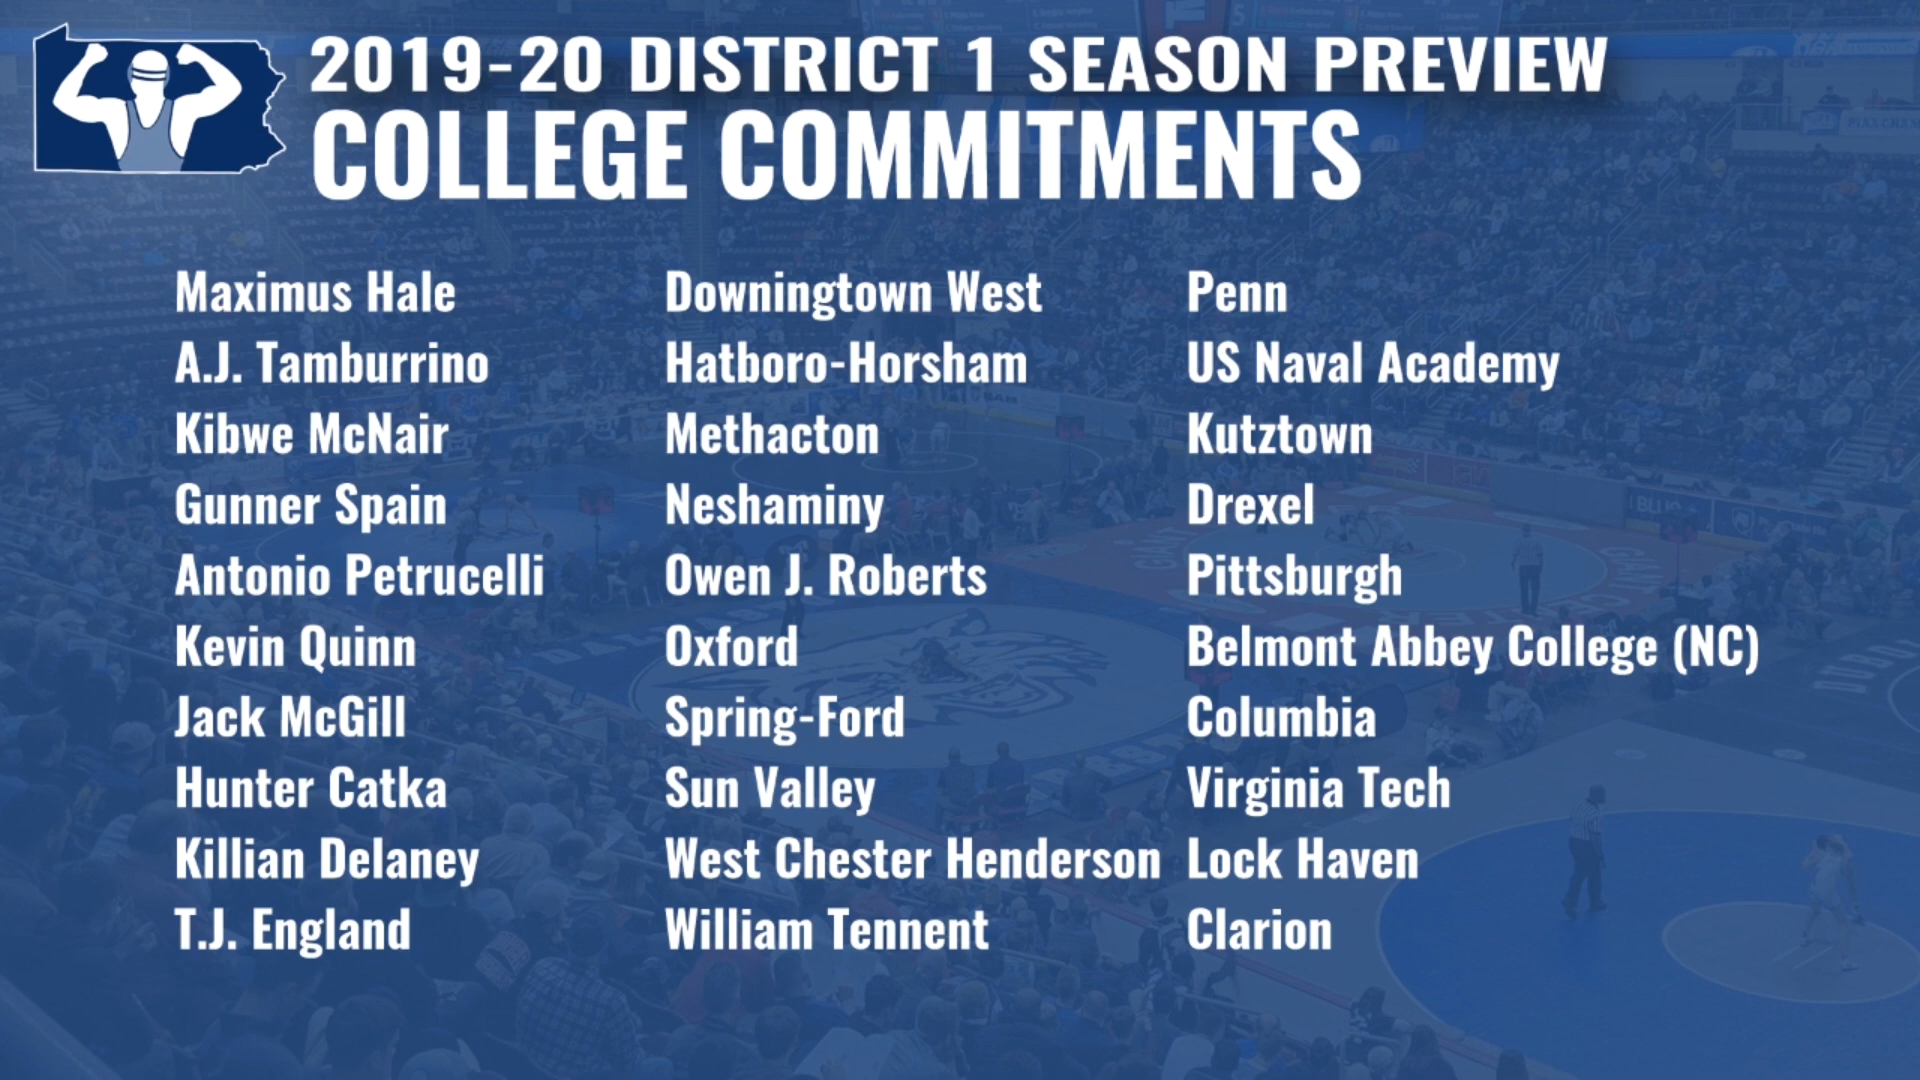 2019-20 DISTRICT 1 SEASON PREVIEW
COLLEGE COMMITMENTS
Maximus Hale Downingtown West Penn
A.J. Tamburrino Hatboro-Horsham US Naval Academy
Kibwe McNair Methacton Kutztown
Gunner Spain Neshaminy Drexel
Antonio Petrucelli Owen J. Roberts Pittsburgh
Kevin Quinn Oxford Belmont Abbey College (NC)
Jack McGill Spring-Ford Columbia
Hunter Catka Sun Valley Virginia Tech
Killian Delaney West Chester Henderson Lock Haven
T.J. England William Tennent Clarion